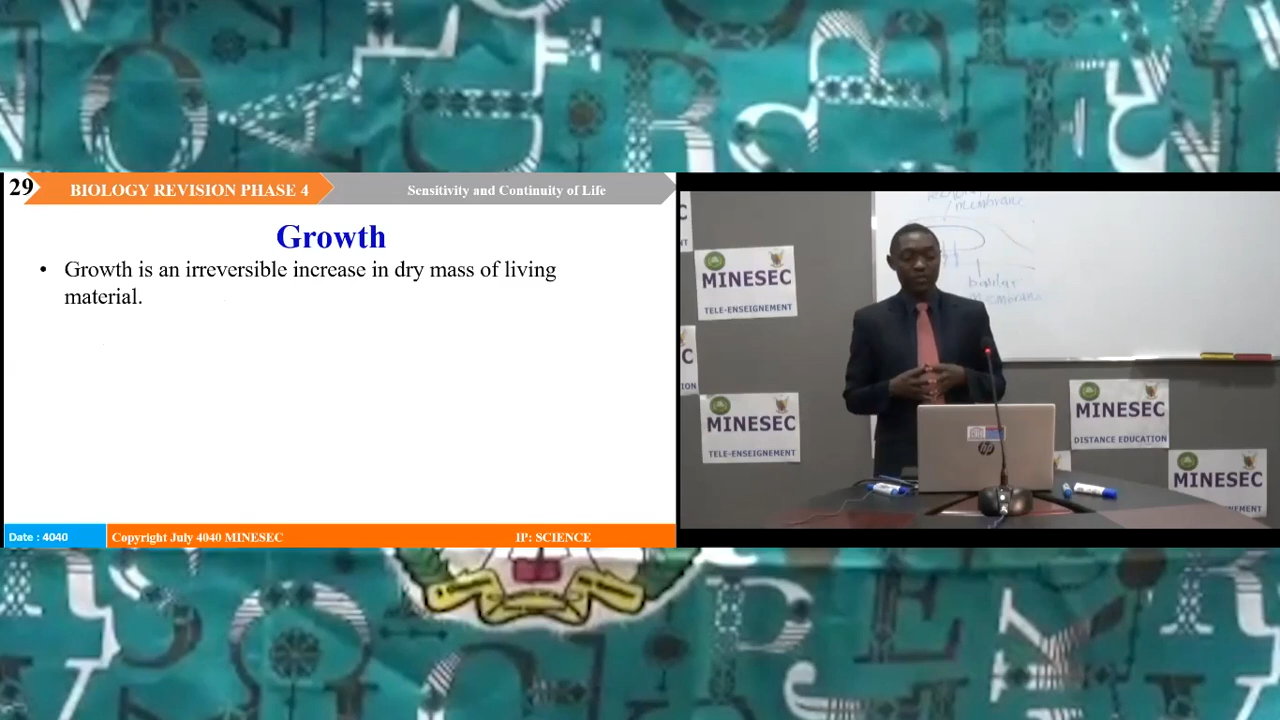 29
BIOLOGY REVISION PHASE 4
Sensitivity and Continuity of Life
Growth
• Growth is an irreversible increase in dry mass of living
material.
Date : 4040
Copyright July 4040 MINESEC
IP: SCIENCE
membrane
MINESEC
TELE-ENSEIGNEMENT
MINESEC
TELE-ENSEIGNEMENT
hp
MINESEC
DISTANCE EDUCATION
MINESEC